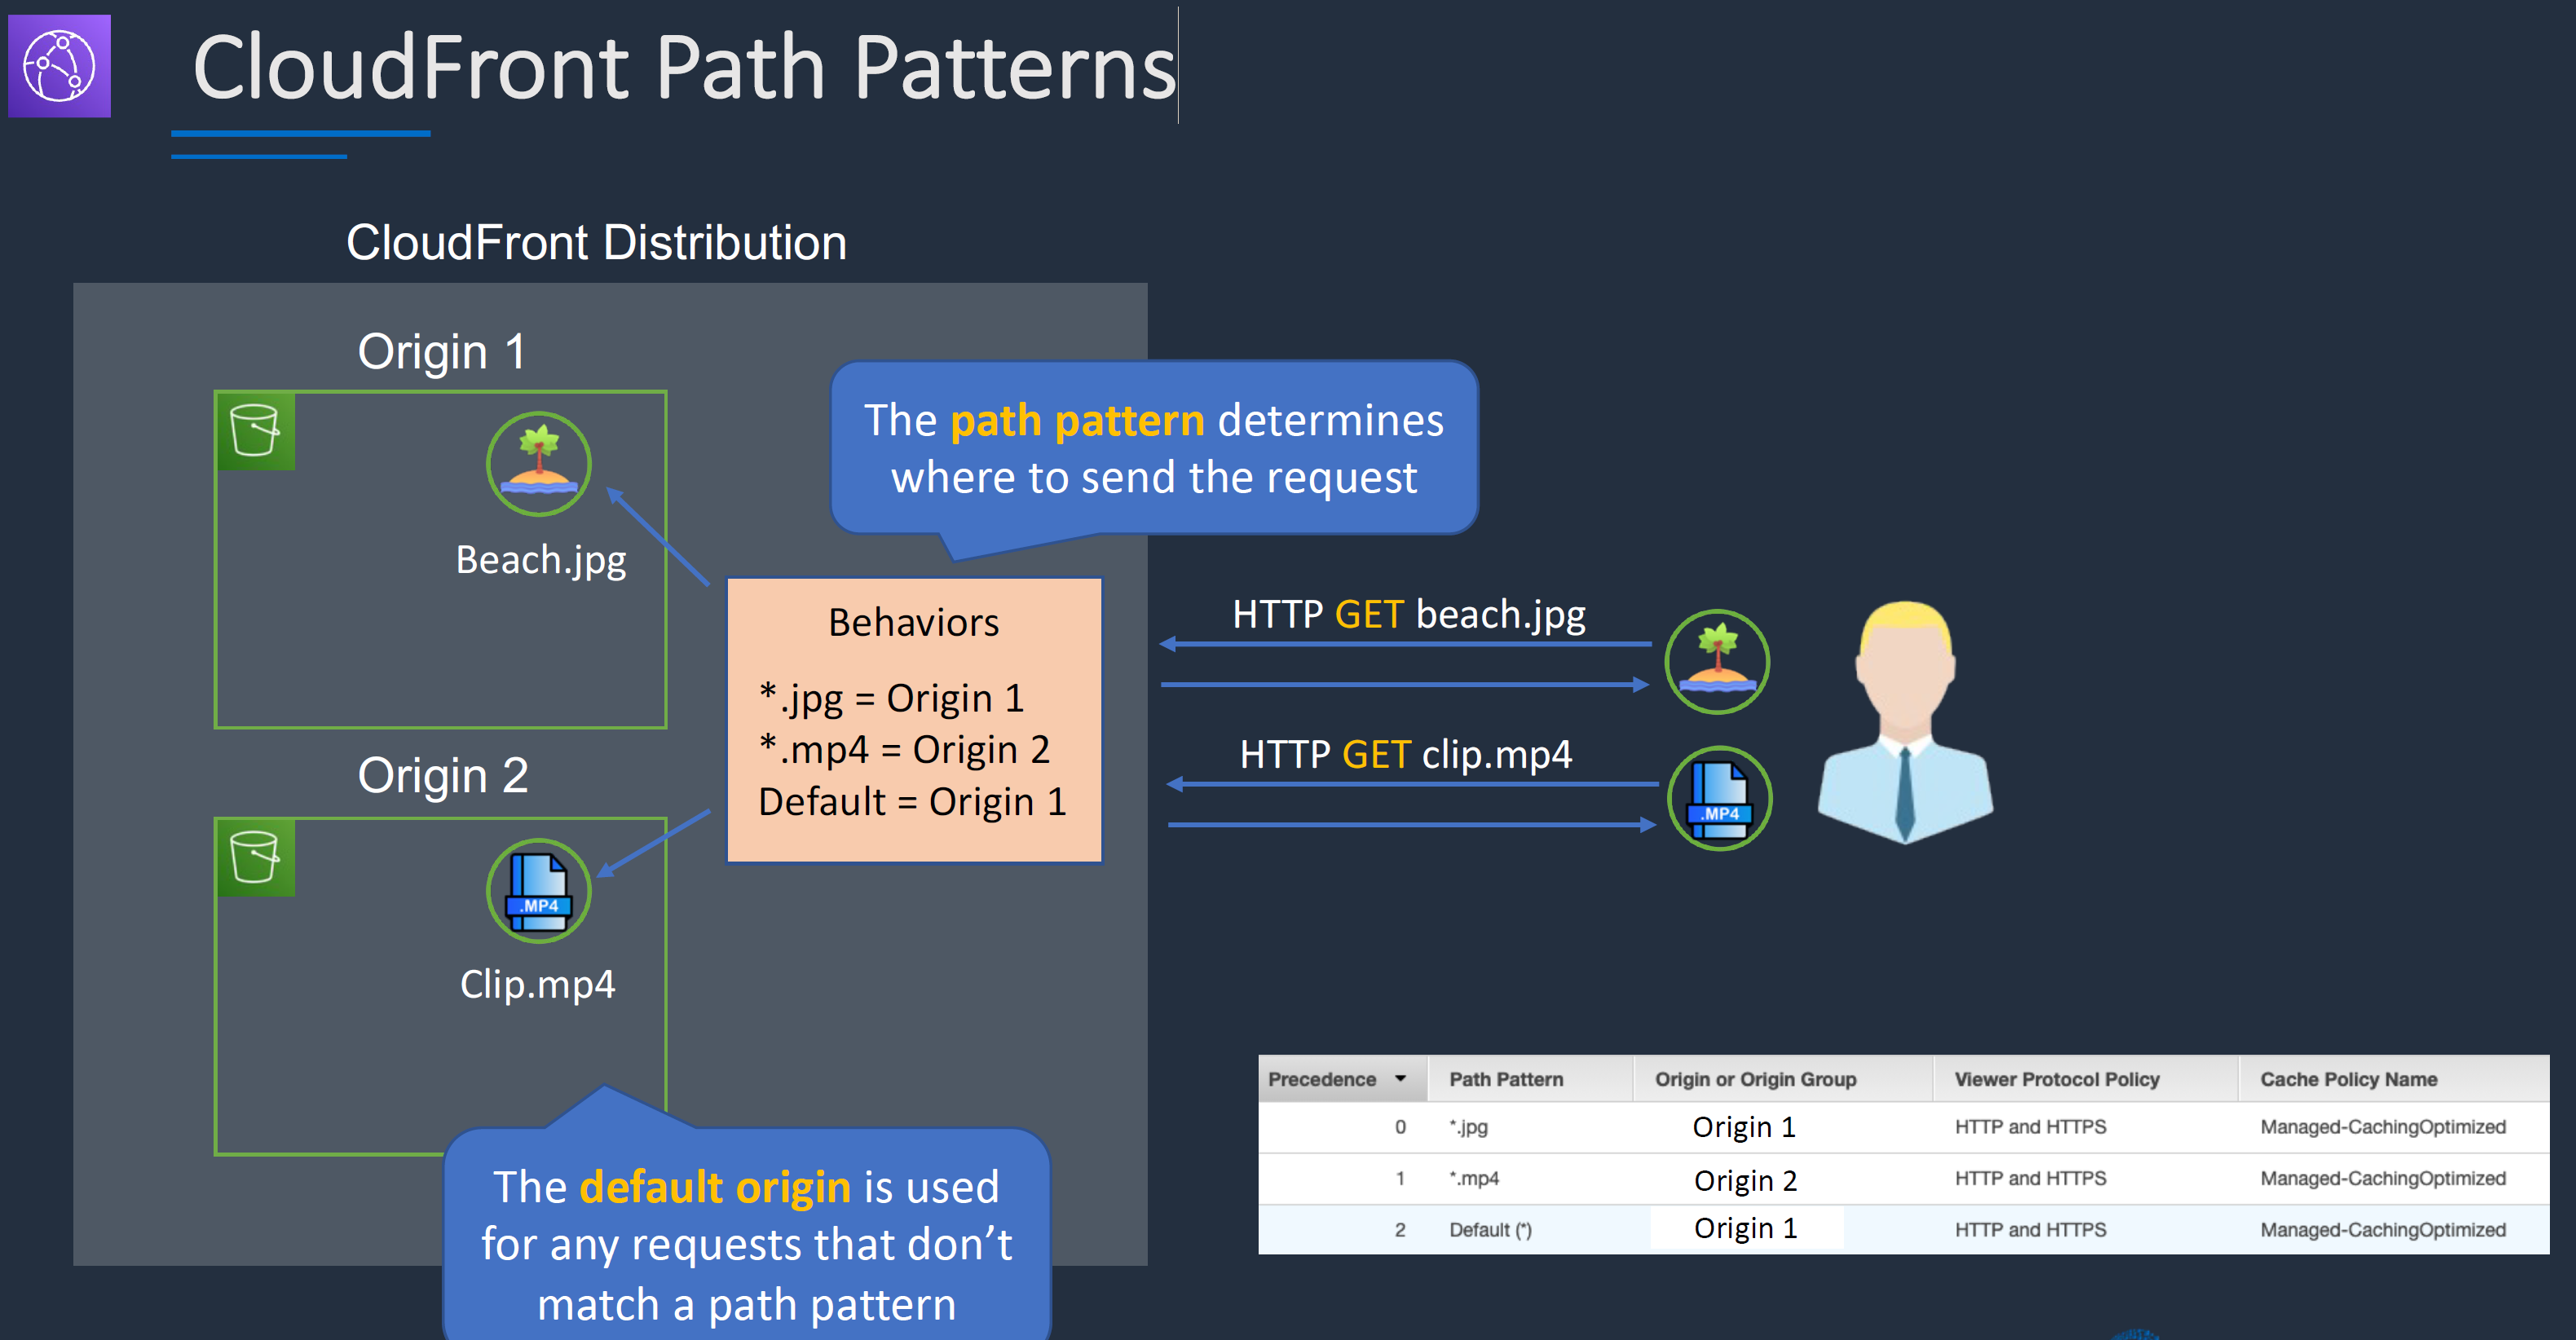 CloudFront Path Patterns
CloudFront Distribution
Origin 1
Beach.jpg
The path pattern determines
where to send the request
Behaviors
*.jpg = Origin 1
*.mp4 = Origin 2
Default = Origin 1
HTTP GET beach.jpg
HTTP GET clip.mp4
.MP4
Origin 2
.MP4
Clip.mp4
The default origin is used
for any requests that don’t
match a path pattern
Precedence Path Pattern Origin or Origin Group Viewer Protocol Policy Cache Policy Name
0 *.jpg Origin 1 HTTP and HTTPS Managed-CachingOptimized
1 *.mp4 Origin 2 HTTP and HTTPS Managed-CachingOptimized
2 Default (*) Origin 1 HTTP and HTTPS Managed-CachingOptimized